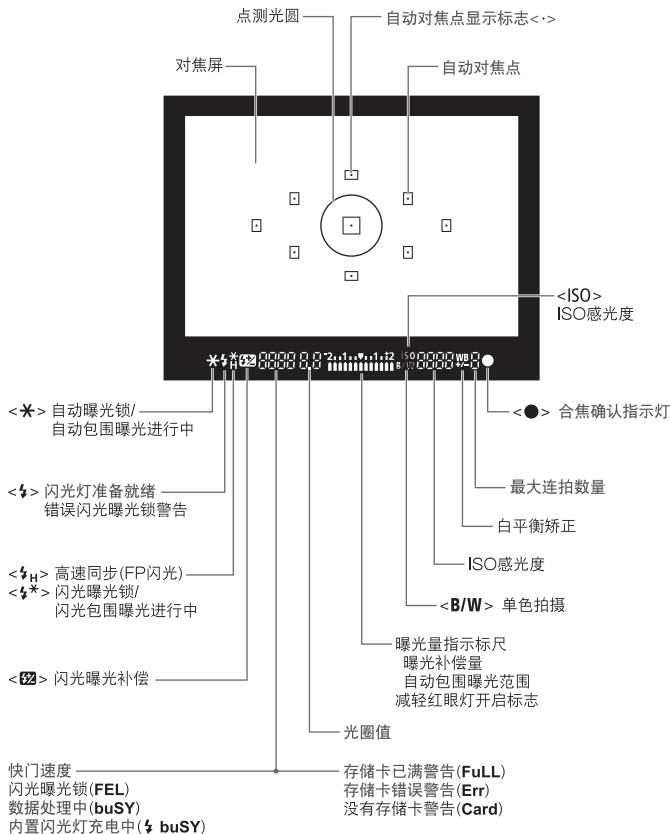 点测光圆
自动对焦点显示标志<·>
对焦屏
自动对焦点
<ISO>
ISO感光度
-2..1..▼..1..+2
ISO
B/W
WB
+/-
<✱> 自动曝光锁/
自动包围曝光进行中
<●> 合焦确认指示灯
<⚡> 闪光灯准备就绪
错误闪光曝光锁警告
最大连拍数量
白平衡矫正
<⚡H> 高速同步(FP闪光)
<⚡✱> 闪光曝光锁/
闪光包围曝光进行中
ISO感光度
<B/W> 单色拍摄
曝光量指示标尺
曝光补偿量
自动包围曝光范围
减轻红眼灯开启标志
<⚡±> 闪光曝光补偿
光圈值
快门速度
闪光曝光锁(FEL)
数据处理中(buSY)
内置闪光灯充电中(⚡ buSY)
存储卡已满警告(FuLL)
存储卡错误警告(Err)
没有存储卡警告(Card)